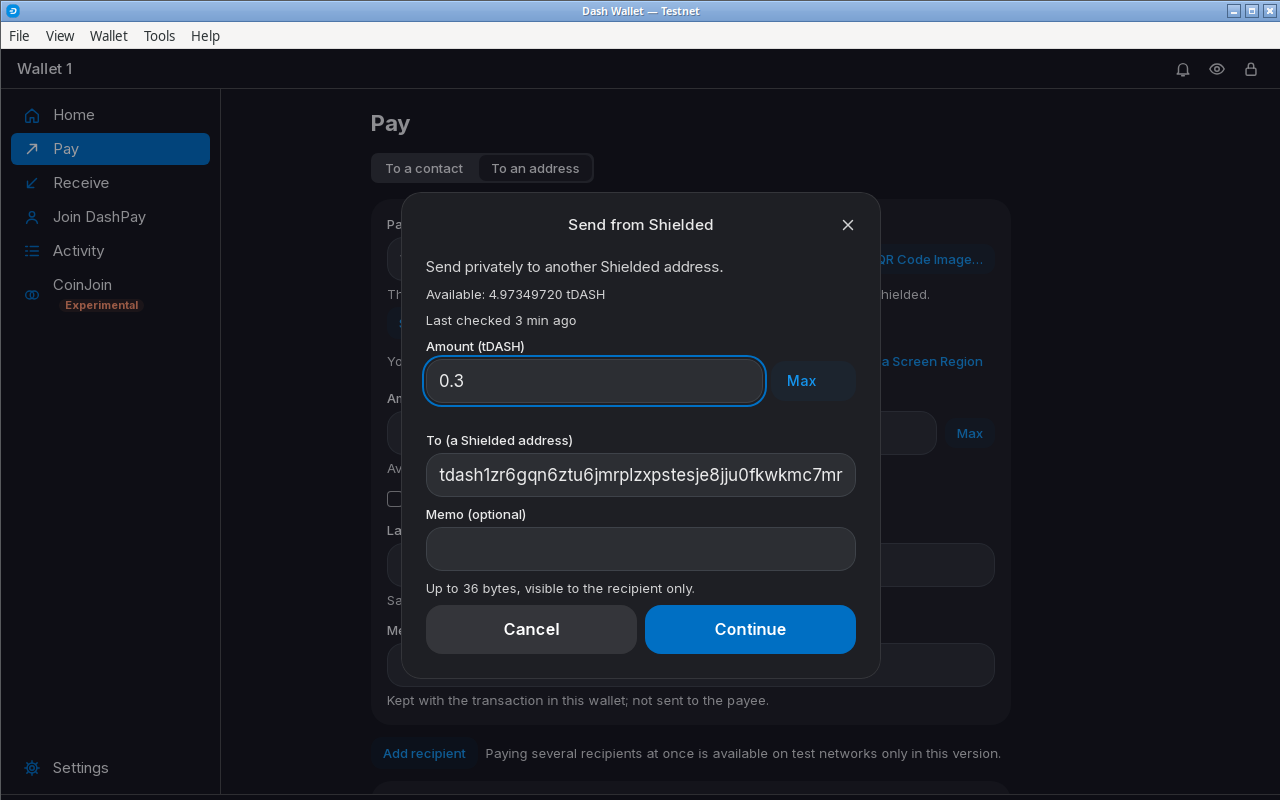 Dash Wallet — Testnet
File View Wallet Tools Help
Wallet 1
Home
Pay
Receive
Join DashPay
Activity
CoinJoin
Experimental
Settings
Pay
To a contact To an address
QR Code Image...
hielded.
a Screen Region
Max
Send from Shielded
Send privately to another Shielded address.
Available: 4.97349720 tDASH
Last checked 3 min ago
Amount (tDASH)
0.3
Max
To (a Shielded address)
tdash1zr6gqn6ztu6jmrplzxpstesje8jju0fkwkmc7mr
Memo (optional)
Up to 36 bytes, visible to the recipient only.
Cancel Continue
Kept with the transaction in this wallet; not sent to the payee.
Add recipient Paying several recipients at once is available on test networks only in this version.